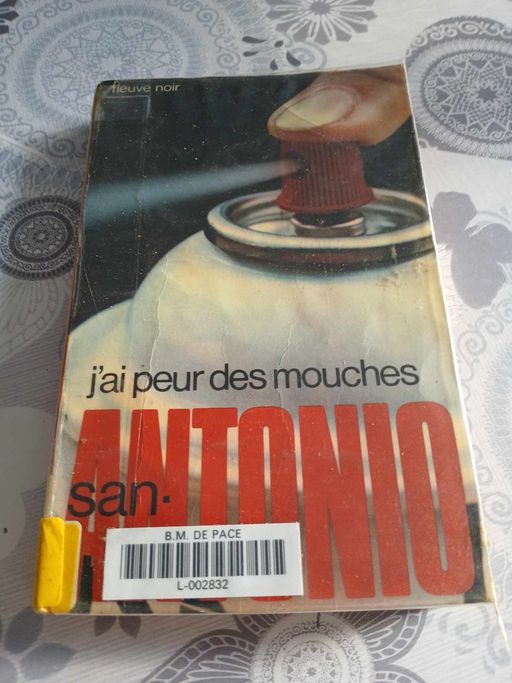 fleuve noir
j'ai peur des mouches
san-
ANTONIO
B.M. DE PACE
L-002832